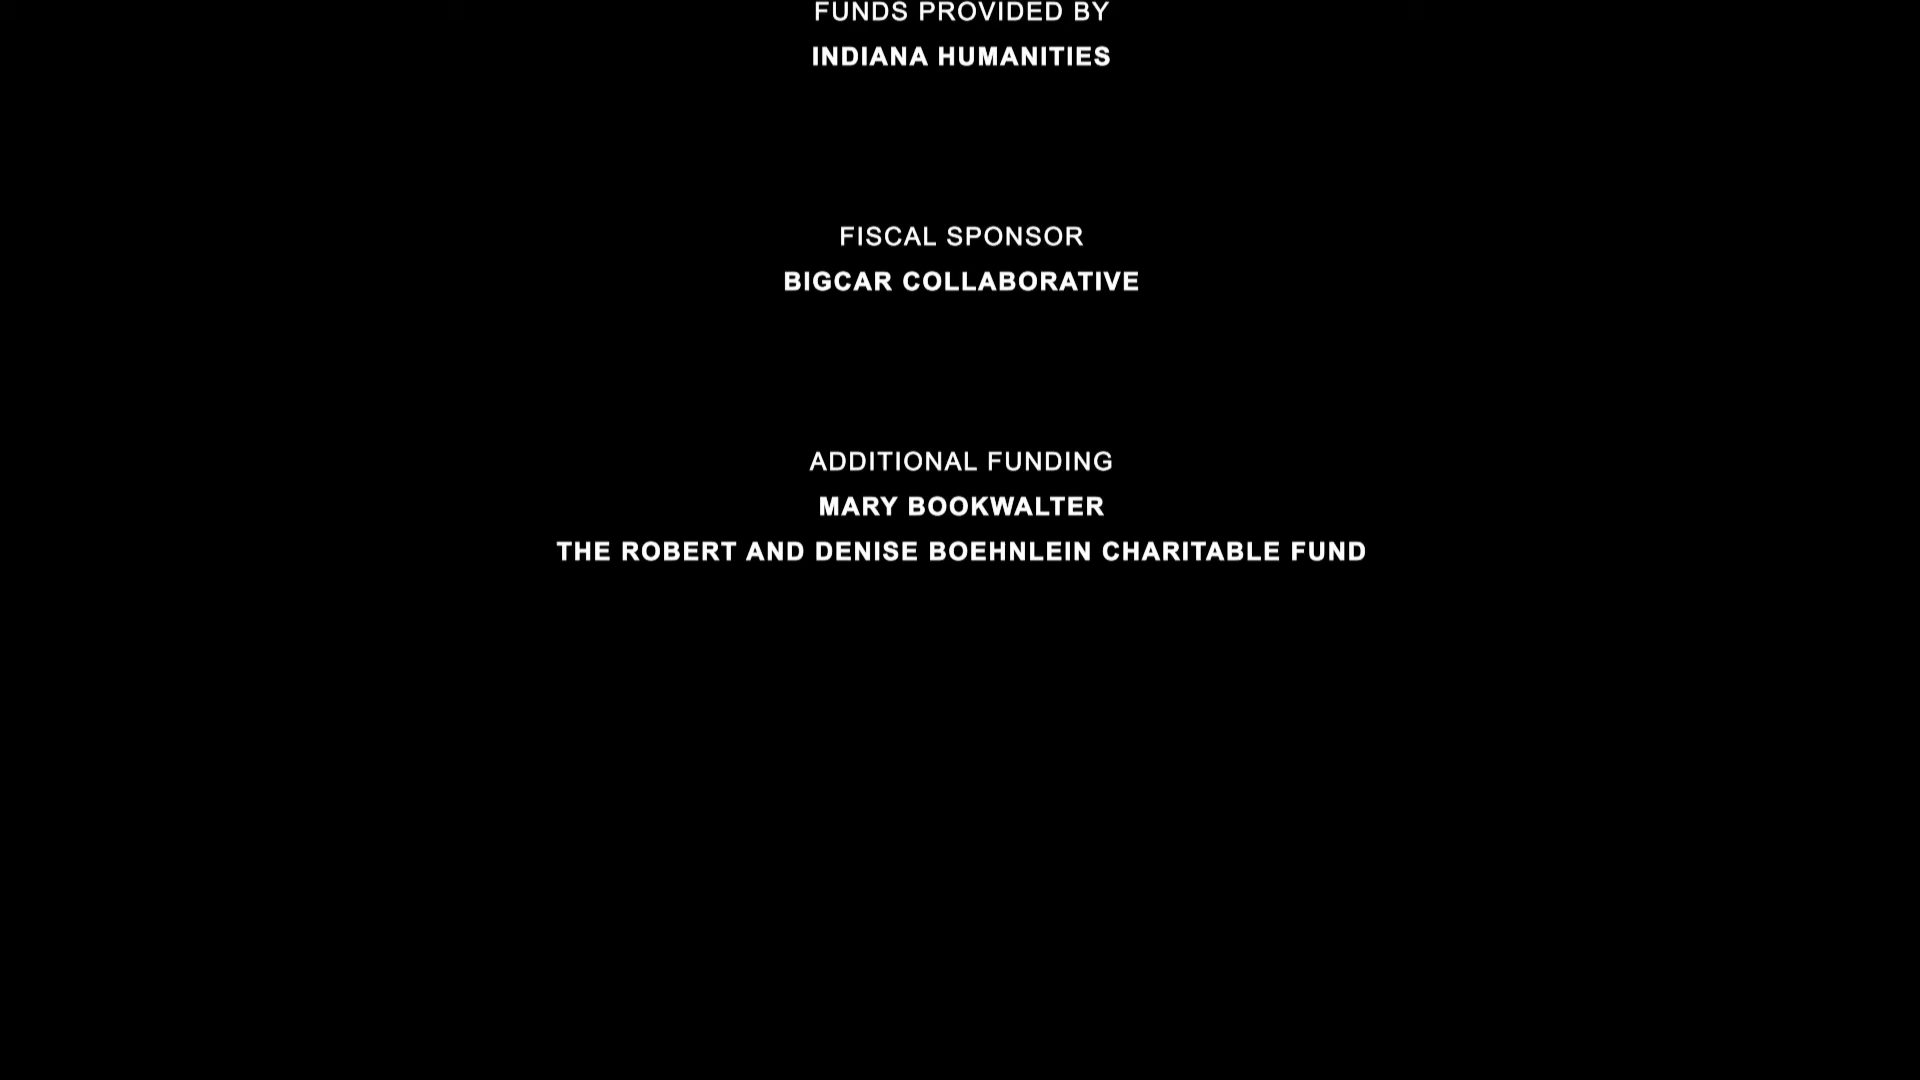 FUNDS PROVIDED BY
INDIANA HUMANITIES
FISCAL SPONSOR
BIGCAR COLLABORATIVE
ADDITIONAL FUNDING
MARY BOOKWALTER
THE ROBERT AND DENISE BOEHNLEIN CHARITABLE FUND